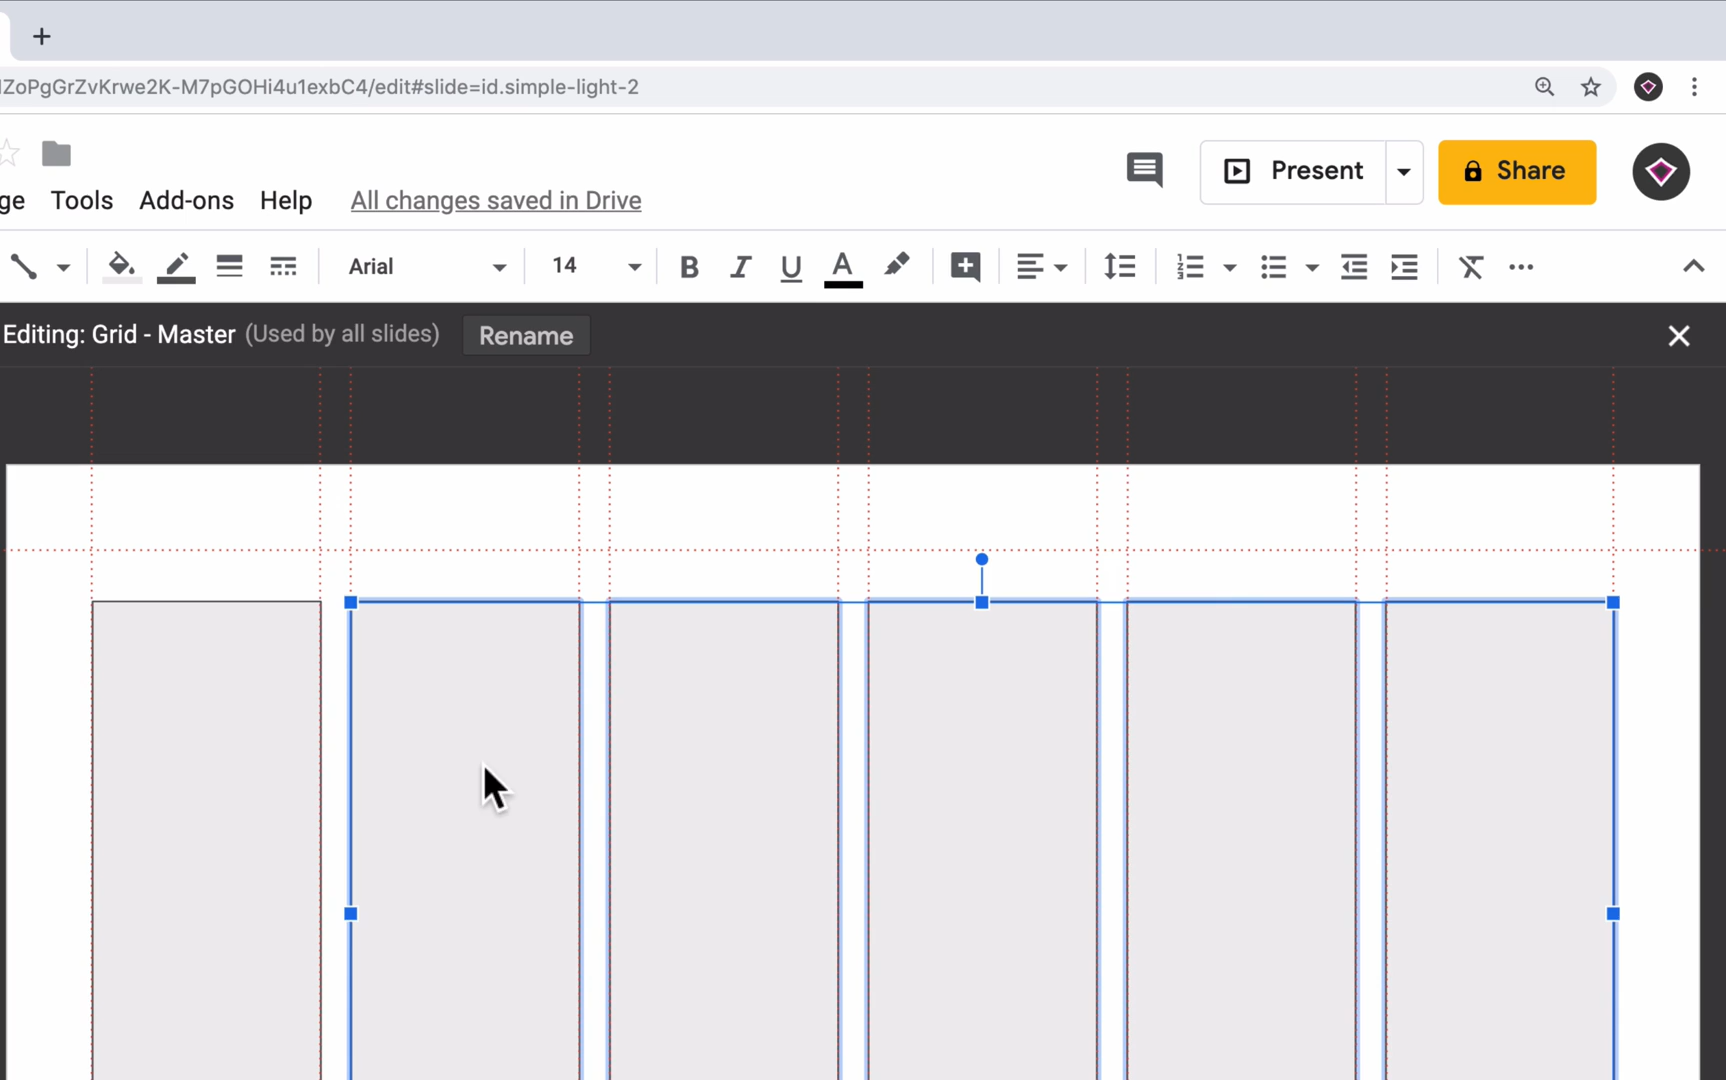 lZoPgGrZvKrwe2K-M7pGOHi4u1exbC4/edit#slide=id.simple-light-2
Present
Share
ge Tools Add-ons Help All changes saved in Drive
Arial 14 B I U A
Editing: Grid - Master (Used by all slides) Rename